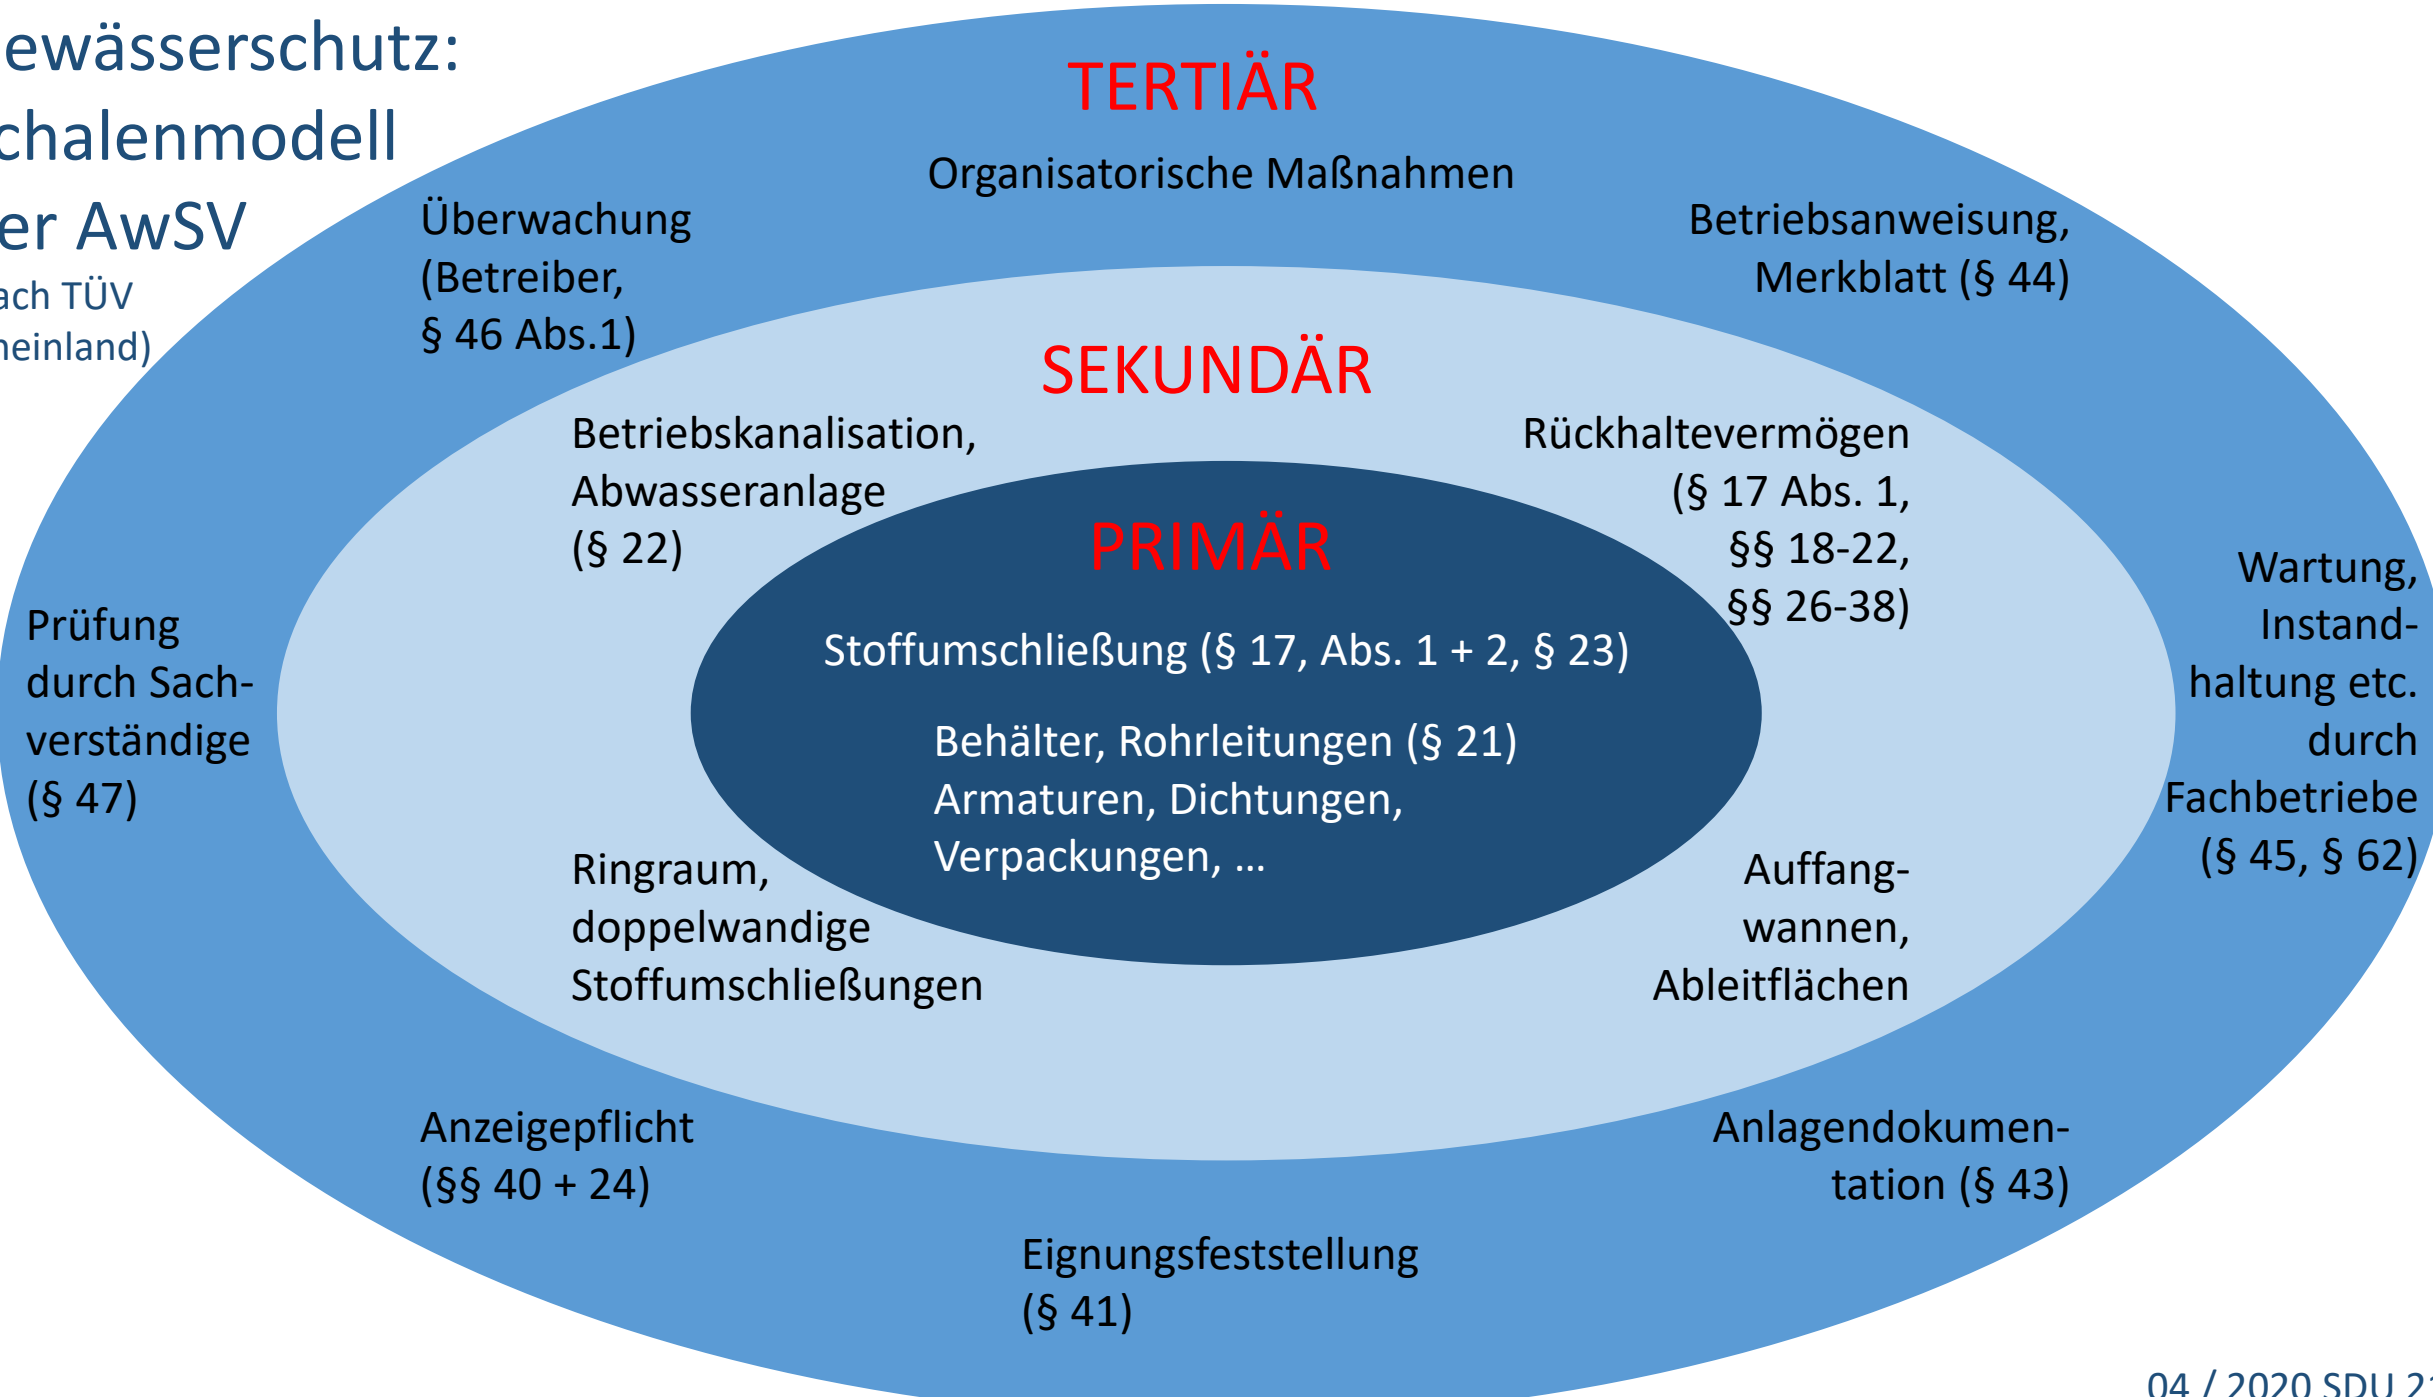 ewässerschutz:
chalenmodell
er AwSV
ach TÜV
heinland)
TERTIÄR
Organisatorische Maßnahmen
Überwachung
(Betreiber,
§ 46 Abs.1)
Betriebsanweisung,
Merkblatt (§ 44)
SEKUNDÄR
Betriebskanalisation,
Abwasseranlage
(§ 22)
Rückhaltevermögen
(§ 17 Abs. 1,
§§ 18-22,
§§ 26-38)
PRIMÄR
Stoffumschließung (§ 17, Abs. 1 + 2, § 23)
Behälter, Rohrleitungen (§ 21)
Armaturen, Dichtungen,
Verpackungen, ...
Prüfung
durch Sach-
verständige
(§ 47)
Wartung,
Instand-
haltung etc.
durch
Fachbetriebe
(§ 45, § 62)
Ringraum,
doppelwandige
Stoffumschließungen
Auffang-
wannen,
Ableitflächen
Anzeigepflicht
(§§ 40 + 24)
Anlagendokumen-
tation (§ 43)
Eignungsfeststellung
(§ 41)
04 / 2020 SDU